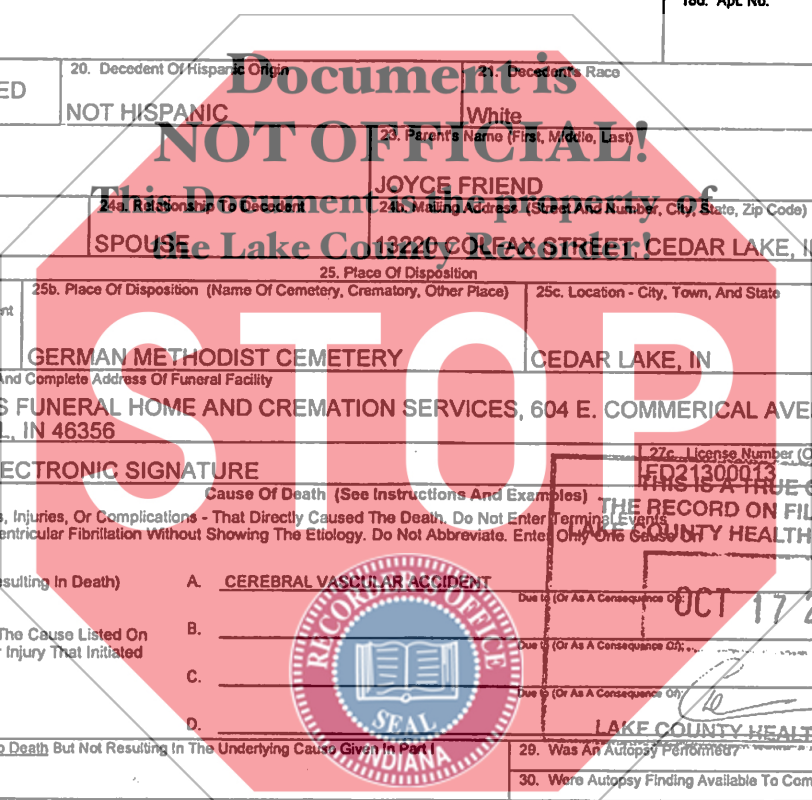 18d. Apt. No.
20. Decedent Of Hispanic Origin
21. Decedent's Race
ED
NOT HISPANIC
White
Document is
NOT OFFICIAL!
This Document is the property of
the Lake County Recorder!
STOP
23. Parent's Name (First, Middle, Last)
JOYCE FRIEND
24a. Relationship To Decedent
24b. Mailing Address (Street And Number, City, State, Zip Code)
SPOUSE
13220 COLFAX STREET, CEDAR LAKE, I
25. Place Of Disposition
25b. Place Of Disposition (Name Of Cemetery, Crematory, Other Place)
25c. Location - City, Town, And State
nt
GERMAN METHODIST CEMETERY
CEDAR LAKE, IN
And Complete Address Of Funeral Facility
S FUNERAL HOME AND CREMATION SERVICES, 604 E. COMMERICAL AVE
L, IN 46356
27c. License Number (O
ECTRONIC SIGNATURE
FD21300013
THIS IS A TRUE
THE RECORD ON FIL
LAKE COUNTY HEALTH
Cause Of Death (See Instructions And Examples)
s, Injuries, Or Complications - That Directly Caused The Death. Do Not Enter Terminal Events
entricular Fibrillation Without Showing The Etiology. Do Not Abbreviate. Enter Only One Cause On
esulting In Death)
A. CEREBRAL VASCULAR ACCIDENT
Due to (Or As A Consequence Of):
OCT 17 2
The Cause Listed On
r Injury That Initiated
B.
Due to (Or As A Consequence Of):
C.
Due to (Or As A Consequence Of):
D.
LAKE COUNTY HEALT
RECORDER'S OFFICE
SEAL
INDIANA
o Death But Not Resulting In The Underlying Cause Given In Part I
29. Was An Autopsy Performed?
30. Were Autopsy Finding Available To Com